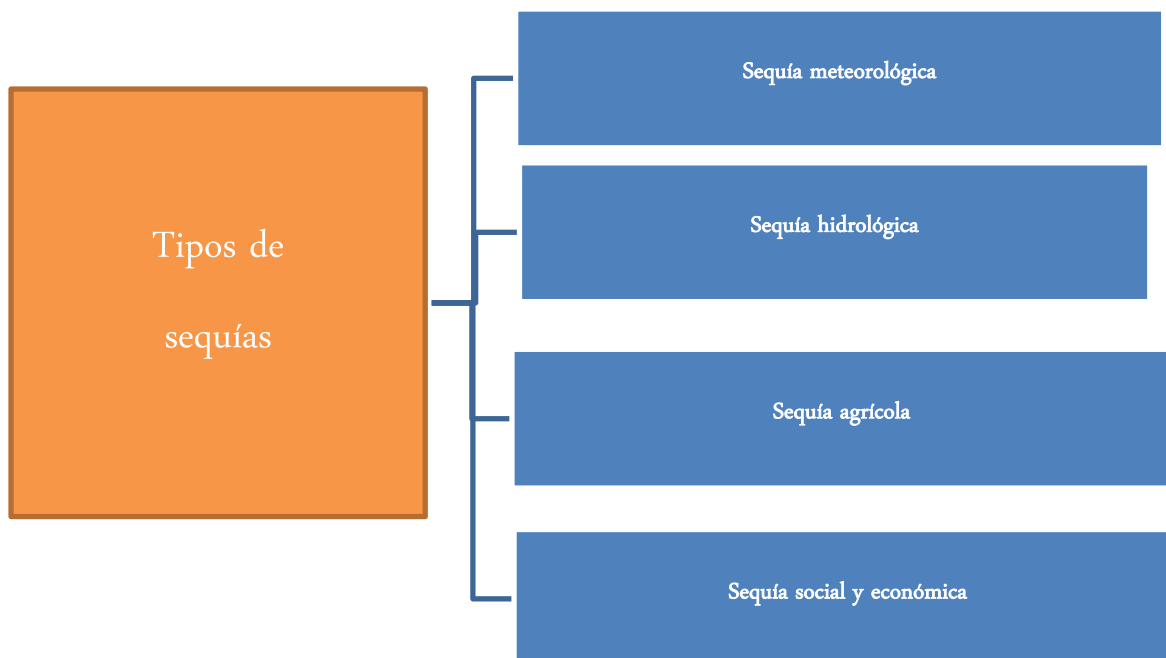 Tipos de
sequías
Sequía meteorológica
Sequía hidrológica
Sequía agrícola
Sequía social y económica